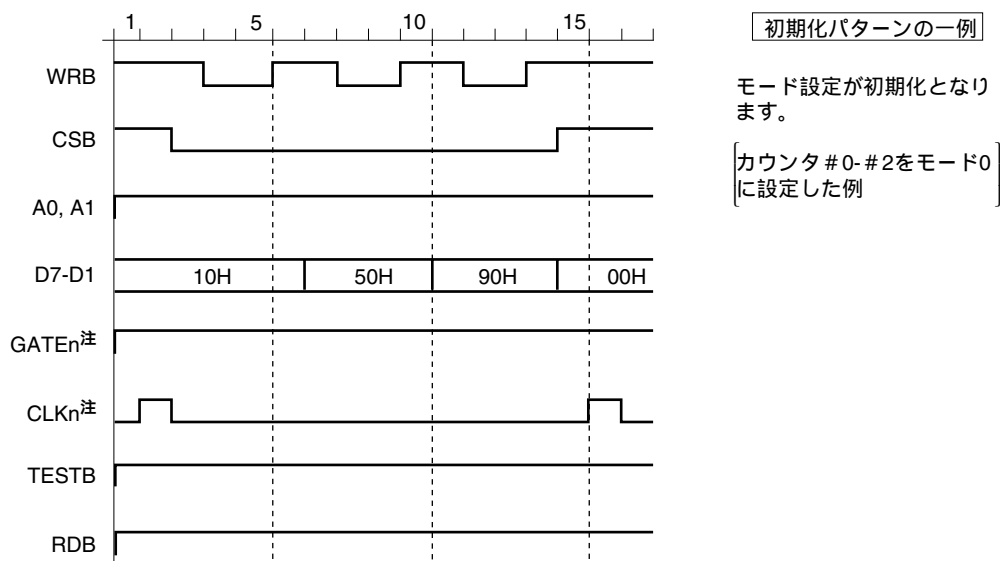 1 5 10 15
初期化パターンの一例
WRB
モード設定が初期化となり
ます。
CSB
カウンタ#0-#2をモード0
に設定した例
A0, A1
D7-D1 10H 50H 90H 00H
GATEn注
CLKn注
TESTB
RDB